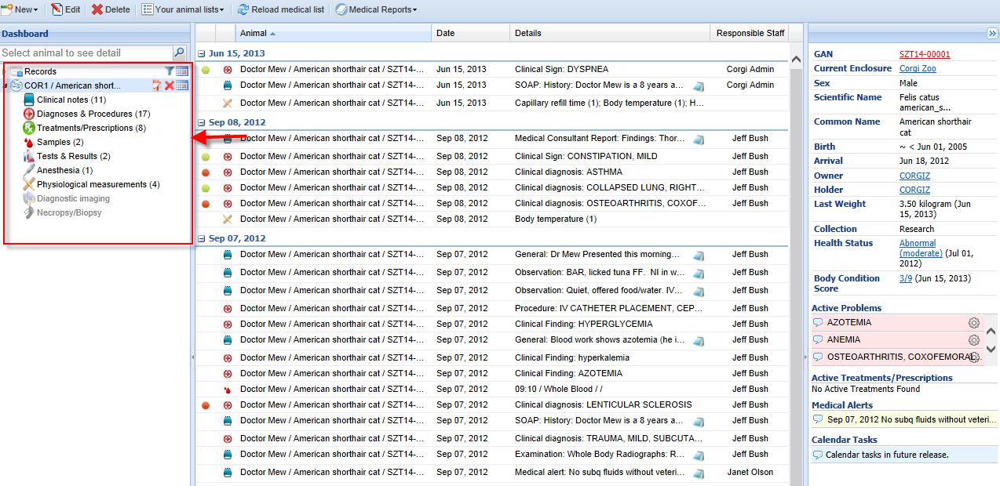 New Edit Delete Your animal lists Reload medical list Medical Reports
Dashboard
Select animal to see detail
Records
COR1 / American short...
Clinical notes (11)
Diagnoses & Procedures (17)
Treatments/Prescriptions (8)
Samples (2)
Tests & Results (2)
Anesthesia (1)
Physiological measurements (4)
Diagnostic imaging
Necropsy/Biopsy
Animal Date Details Responsible Staff
Jun 15, 2013
Doctor Mew / American shorthair cat / SZT14-... Jun 15, 2013 Clinical Sign: DYSPNEA Corgi Admin
Doctor Mew / American shorthair cat / SZT14-... Jun 15, 2013 SOAP: History: Doctor Mew is a 8 years a... Corgi Admin
Doctor Mew / American shorthair cat / SZT14-... Jun 15, 2013 Capillary refill time (1); Body temperature (1); H...
Sep 08, 2012
Doctor Mew / American shorthair cat / SZT14-... Sep 08, 2012 Medical Consultant Report: Findings: Thor... Jeff Bush
Doctor Mew / American shorthair cat / SZT14-... Sep 08, 2012 Clinical Sign: CONSTIPATION, MILD Jeff Bush
Doctor Mew / American shorthair cat / SZT14-... Sep 08, 2012 Clinical diagnosis: ASTHMA Jeff Bush
Doctor Mew / American shorthair cat / SZT14-... Sep 08, 2012 Clinical diagnosis: COLLAPSED LUNG, RIGHT... Jeff Bush
Doctor Mew / American shorthair cat / SZT14-... Sep 08, 2012 Clinical diagnosis: OSTEOARTHRITIS, COXOF... Jeff Bush
Doctor Mew / American shorthair cat / SZT14-... Sep 08, 2012 Body temperature (1)
Sep 07, 2012
Doctor Mew / American shorthair cat / SZT14-... Sep 07, 2012 General: Dr Mew Presented this morning... Jeff Bush
Doctor Mew / American shorthair cat / SZT14-... Sep 07, 2012 Observation: BAR, licked tuna FF. NI in w... Jeff Bush
Doctor Mew / American shorthair cat / SZT14-... Sep 07, 2012 Observation: Quiet, offered food/water. IV... Jeff Bush
Doctor Mew / American shorthair cat / SZT14-... Sep 07, 2012 Procedure: IV CATHETER PLACEMENT, CEP... Jeff Bush
Doctor Mew / American shorthair cat / SZT14-... Sep 07, 2012 Clinical Finding: HYPERGLYCEMIA Jeff Bush
Doctor Mew / American shorthair cat / SZT14-... Sep 07, 2012 General: Blood work shows azotemia (he i... Jeff Bush
Doctor Mew / American shorthair cat / SZT14-... Sep 07, 2012 Clinical Finding: hyperkalemia Jeff Bush
Doctor Mew / American shorthair cat / SZT14-... Sep 07, 2012 Clinical Finding: AZOTEMIA Jeff Bush
Doctor Mew / American shorthair cat / SZT14-... Sep 07, 2012 09:10 / Whole Blood / / Jeff Bush
Doctor Mew / American shorthair cat / SZT14-... Sep 07, 2012 Clinical diagnosis: LENTICULAR SCLEROSIS Jeff Bush
Doctor Mew / American shorthair cat / SZT14-... Sep 07, 2012 SOAP: History: Doctor Mew is a 8 years a... Jeff Bush
Doctor Mew / American shorthair cat / SZT14-... Sep 07, 2012 Clinical diagnosis: TRAUMA, MILD, SUBCUTA... Jeff Bush
Doctor Mew / American shorthair cat / SZT14-... Sep 07, 2012 Examination: Whole Body Radiographs: R... Jeff Bush
Doctor Mew / American shorthair cat / SZT14-... Sep 07, 2012 Medical alert: No subq fluids without veteri... Janet Olson
GAN SZT14-00001
Current Enclosure Corgi Zoo
Sex Male
Scientific Name Felis catus
american_s...
Common Name American shorthair
cat
Birth ~ < Jun 01, 2005
Arrival Jun 18, 2012
Owner CORGIZ
Holder CORGIZ
Last Weight 3.50 kilogram (Jun
15, 2013)
Collection Research
Health Status Abnormal
(moderate) (Jul 01,
2012)
Body Condition 3/9 (Jun 15, 2013)
Score
Active Problems
AZOTEMIA
ANEMIA
OSTEOARTHRITIS, COXOFEMORAL...
Active Treatments/Prescriptions
No Active Treatments Found
Medical Alerts
Sep 07, 2012 No subq fluids without veteri...
Calendar Tasks
Calendar tasks in future release.